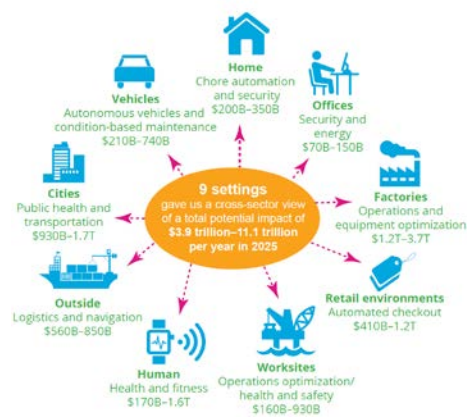 Home
Chore automation
and security
$200B–350B
Offices
Security and
energy
$70B–150B
Factories
Operations and
equipment optimization
$1.2T–3.7T
Retail environments
Automated checkout
$410B–1.2T
Worksites
Operations optimization/
health and safety
$160B–930B
Human
Health and fitness
$170B–1.6T
Outside
Logistics and navigation
$560B–850B
Cities
Public health and
transportation
$930B–1.7T
Vehicles
Autonomous vehicles and
condition-based maintenance
$210B–740B
9 settings
gave us a cross-sector view
of a total potential impact of
$3.9 trillion–11.1 trillion
per year in 2025